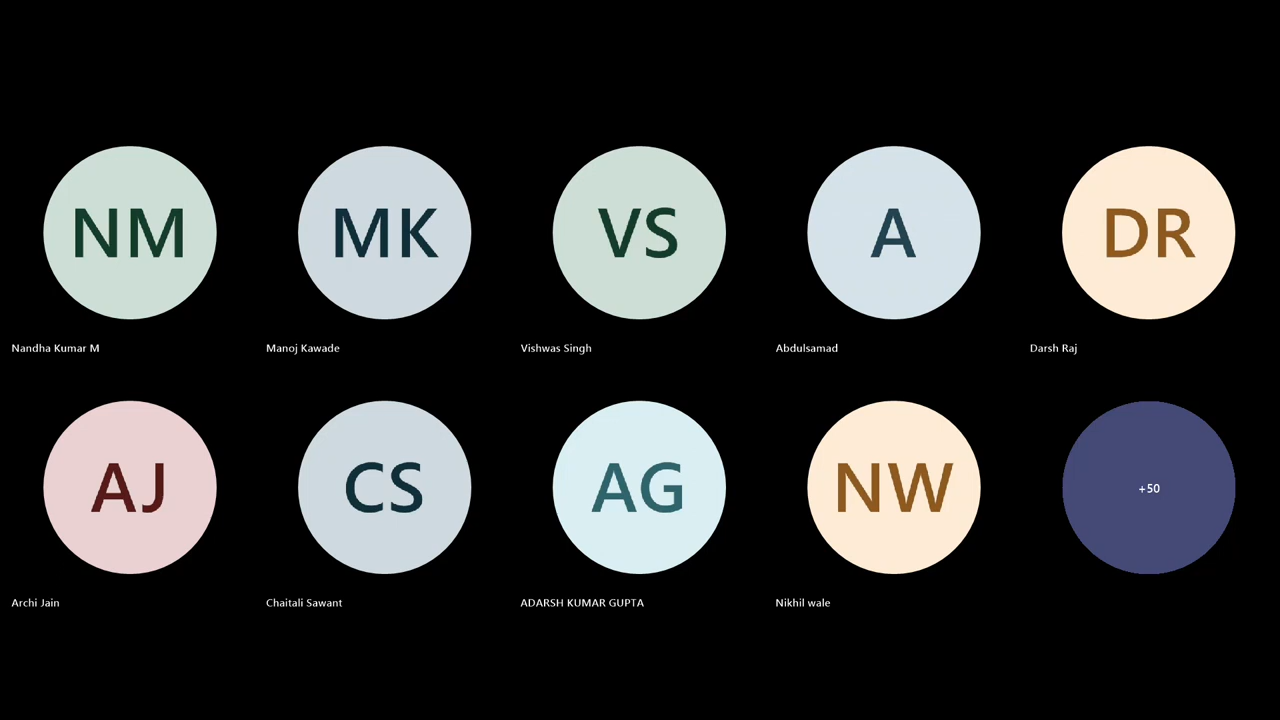 NM
MK
VS
A
DR
Nandha Kumar M
Manoj Kawade
Vishwas Singh
Abdulsamad
Darsh Raj
AJ
CS
AG
NW
+50
Archi Jain
Chaitali Sawant
ADARSH KUMAR GUPTA
Nikhil wale